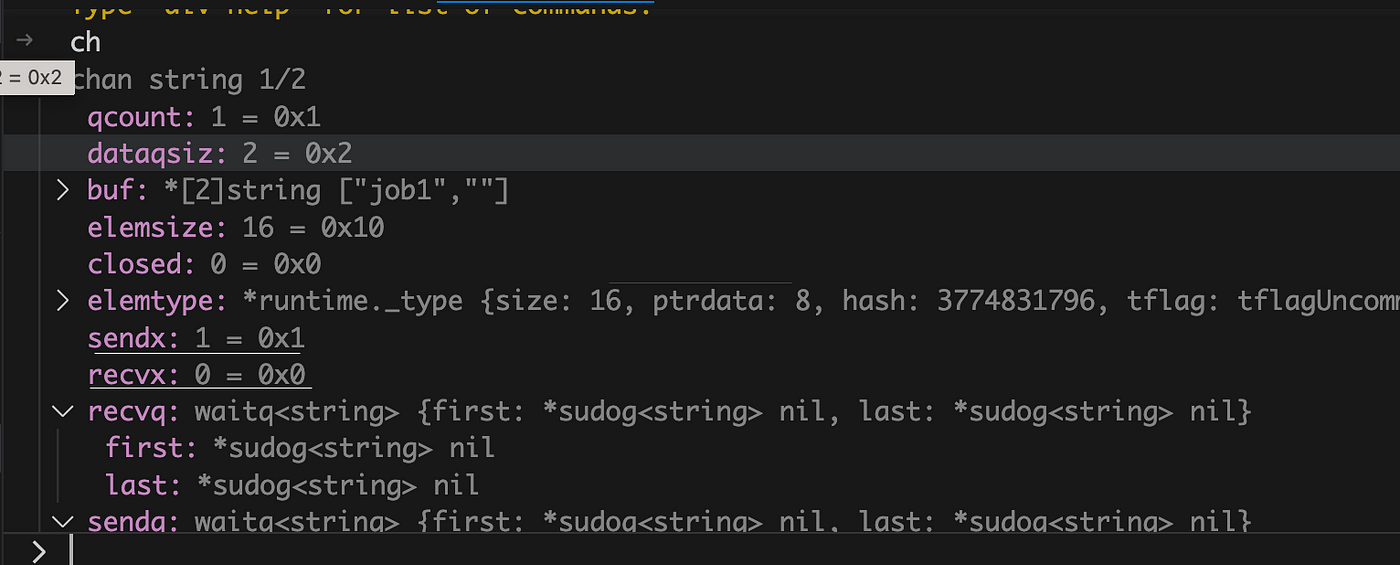 Type 'dlv help' for list of commands.
→ ch
2 = 0x2
chan string 1/2
qcount: 1 = 0x1
dataqsiz: 2 = 0x2
> buf: *[2]string ["job1",""]
elemsize: 16 = 0x10
closed: 0 = 0x0
> elemtype: *runtime._type {size: 16, ptrdata: 8, hash: 3774831796, tflag: tflagUncomm
sendx: 1 = 0x1
recvx: 0 = 0x0
recvq: waitq<string> {first: *sudog<string> nil, last: *sudog<string> nil}
first: *sudog<string> nil
last: *sudog<string> nil
sendq: waitq<string> {first: *sudog<string> nil, last: *sudog<string> nil}
>